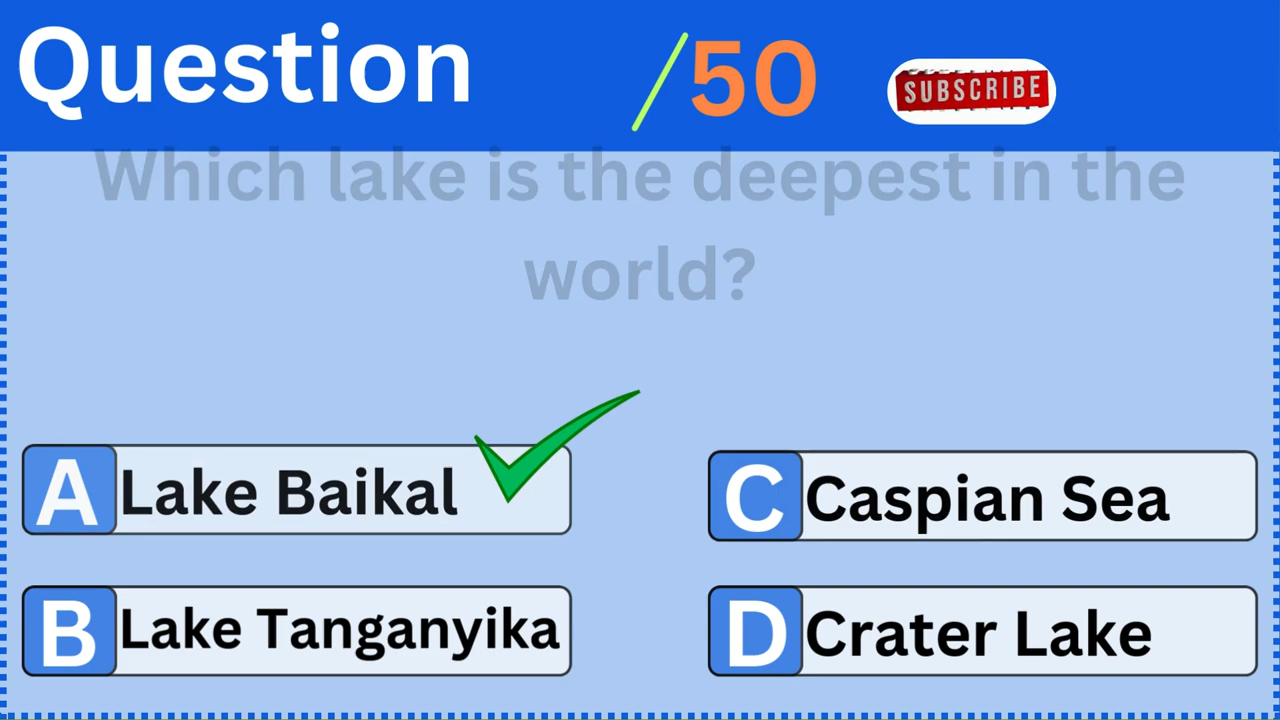 Question /50 SUBSCRIBE
Which lake is the deepest in the
world?
A Lake Baikal
C Caspian Sea
B Lake Tanganyika
D Crater Lake